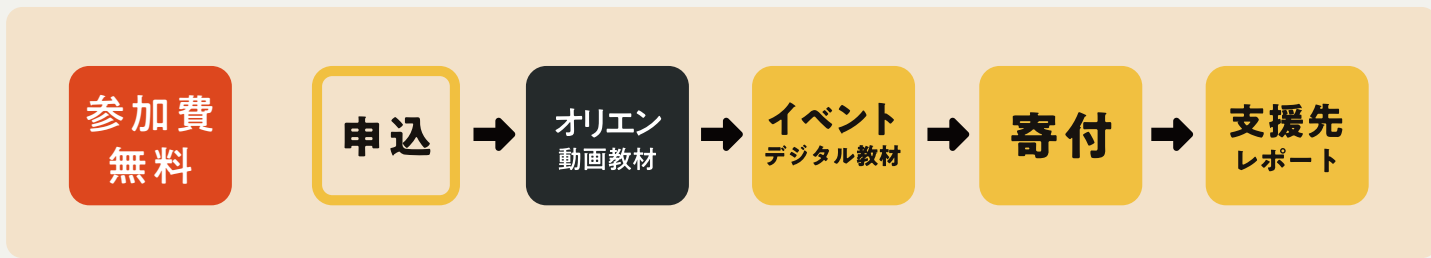 参加費
無料
申込
オリエン
動画教材
イベント
デジタル教材
寄付
支援先
レポート